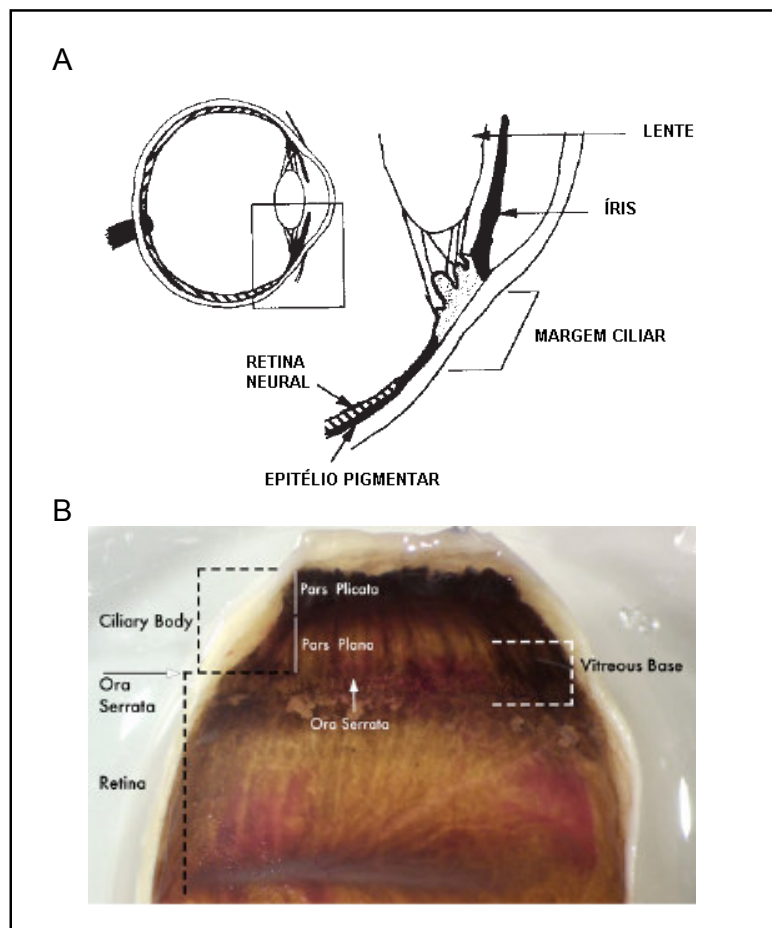 A
LENTE
ÍRIS
MARGEM CILIAR
RETINA
NEURAL
EPITÉLIO PIGMENTAR
B
Pars Plicata
Ciliary Body
Pars Plana
Vitreous Base
Ora
Serrata
Ora Serrata
Retina